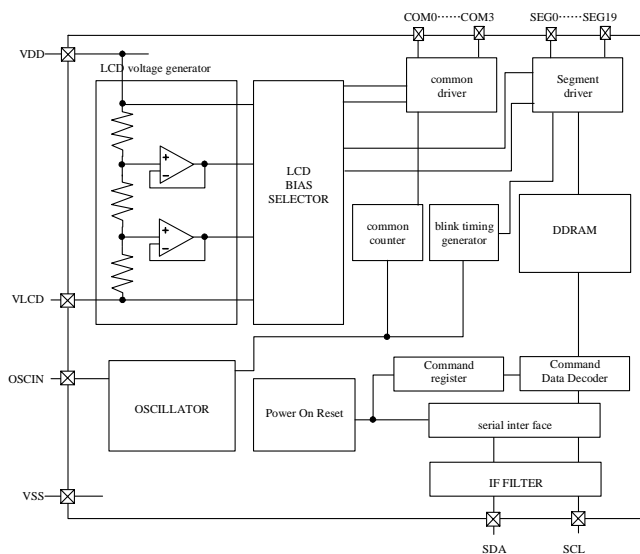 COM0······COM3
SEG0······SEG19
VDD
LCD voltage generator
common
driver
Segment
driver
+
-
LCD
BIAS
SELECTOR
common
counter
blink timing
generator
DDRAM
+
-
VLCD
OSCIN
OSCILLATOR
Power On Reset
Command
register
Command
Data Decoder
serial inter face
IF FILTER
VSS
SDA
SCL